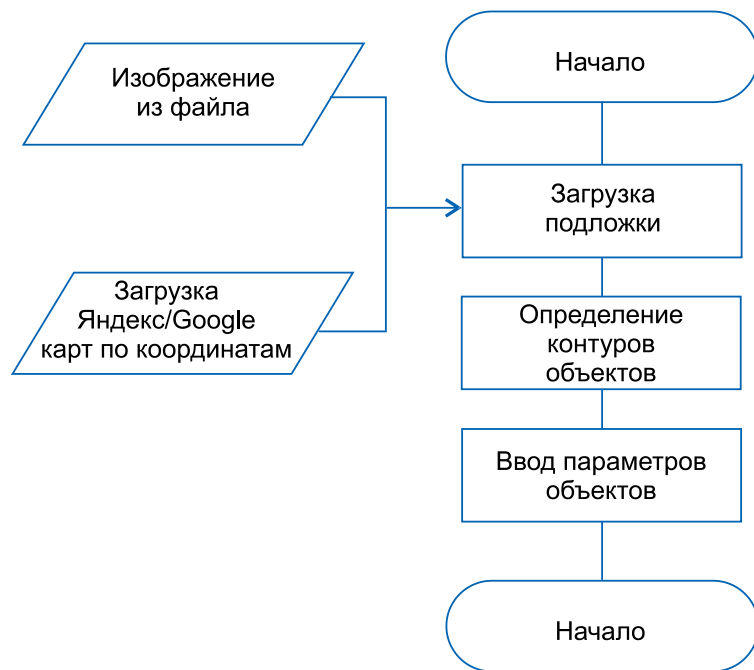 Изображение
из файла
Загрузка
Яндекс/Google
карт по координатам
Начало
Загрузка
подложки
Определение
контуров
объектов
Ввод параметров
объектов
Начало